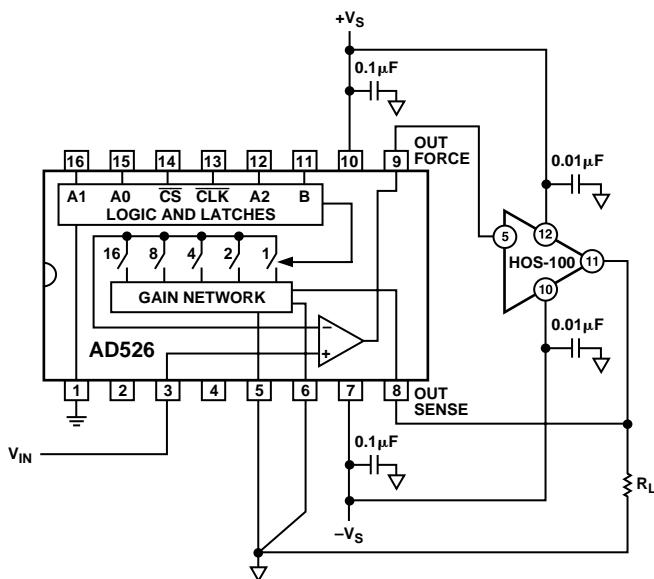 +VS
0.1µF
OUT
FORCE
0.01µF
16 15 14 13 12 11 10 9
A1 A0 CS CLK A2 B
LOGIC AND LATCHES
16 8 4 2 1
GAIN NETWORK
−
+
AD526
5 12 11
HOS-100
10
0.01µF
1 2 3 4 5 6 7 8
OUT
SENSE
VIN
0.1µF
−VS
RL